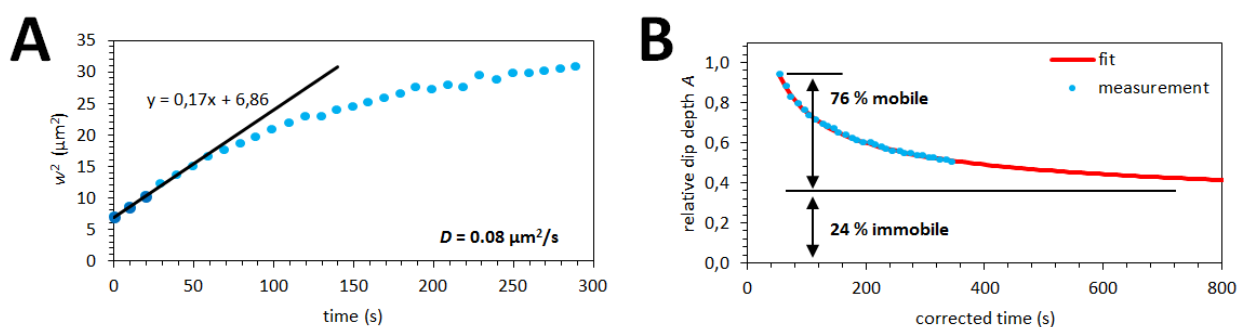 A
w² (µm²)
35
30
25
20
15
10
5
0
y = 0,17x + 6,86
D = 0.08 µm²/s
0 50 100 150 200 250 300
time (s)
B
relative dip depth A
1,0
0,8
0,6
0,4
0,2
0,0
fit
measurement
76 % mobile
24 % immobile
0 200 400 600 800
corrected time (s)